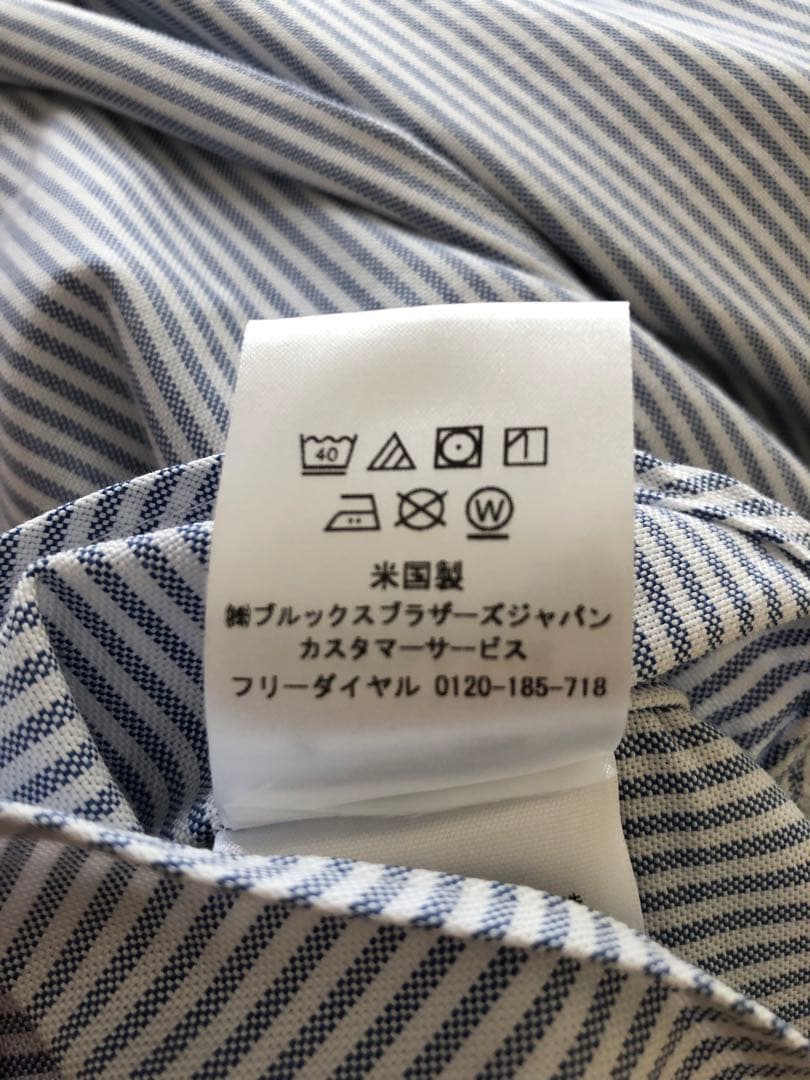 40
W
米国製
㈱ブルックスブラザーズジャパン
カスタマーサービス
フリーダイヤル 0120-185-718